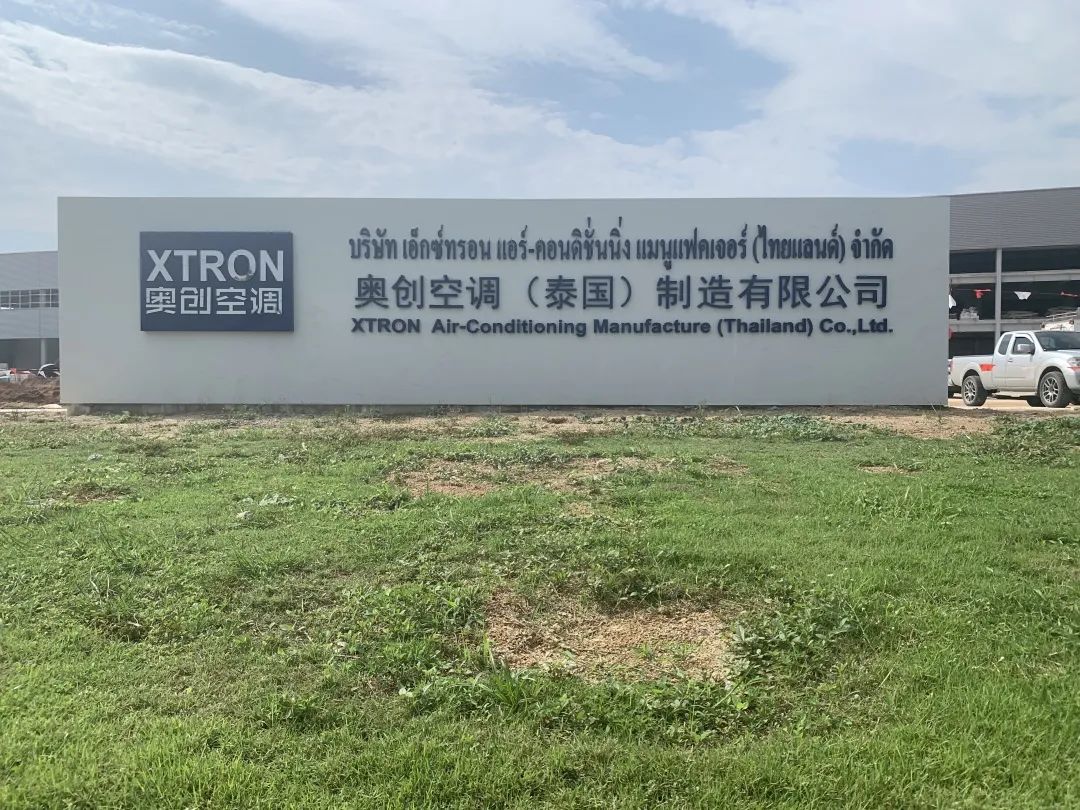 XTRON
奥创空调
บริษัท เอ็กซ์ทรอน แอร์-คอนดิชั่นนิ่ง แมนูแฟคเจอร์ (ไทยแลนด์) จำกัด
奥创空调（泰国）制造有限公司
XTRON Air-Conditioning Manufacture (Thailand) Co.,Ltd.